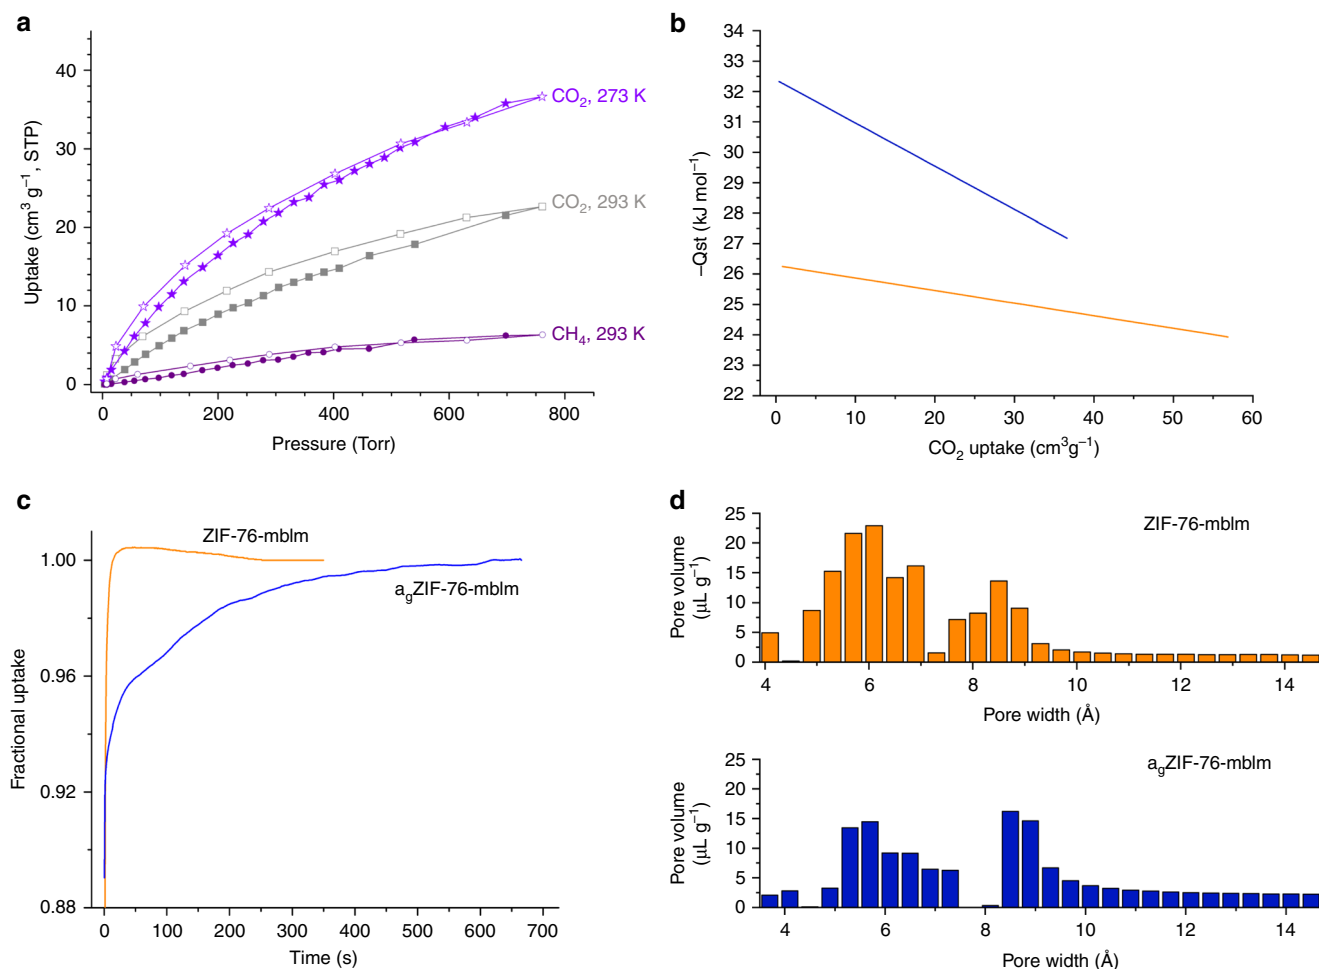 a
40
30
20
10
0
Uptake (cm³ g⁻¹, STP)
CO₂, 273 K
CO₂, 293 K
CH₄, 293 K
0 200 400 600 800
Pressure (Torr)
b
34
33
32
31
30
29
28
27
26
25
24
23
22
–Qst (kJ mol⁻¹)
0 10 20 30 40 50 60
CO₂ uptake (cm³g⁻¹)
c
1.00
0.96
0.92
0.88
Fractional uptake
ZIF-76-mbIm
a_gZIF-76-mbIm
0 100 200 300 400 500 600 700
Time (s)
d
25
20
15
10
5
0
Pore volume
(μL g⁻¹)
ZIF-76-mbIm
4 6 8 10 12 14
Pore width (Å)
25
20
15
10
5
0
Pore volume
(μL g⁻¹)
a_gZIF-76-mbIm
4 6 8 10 12 14
Pore width (Å)